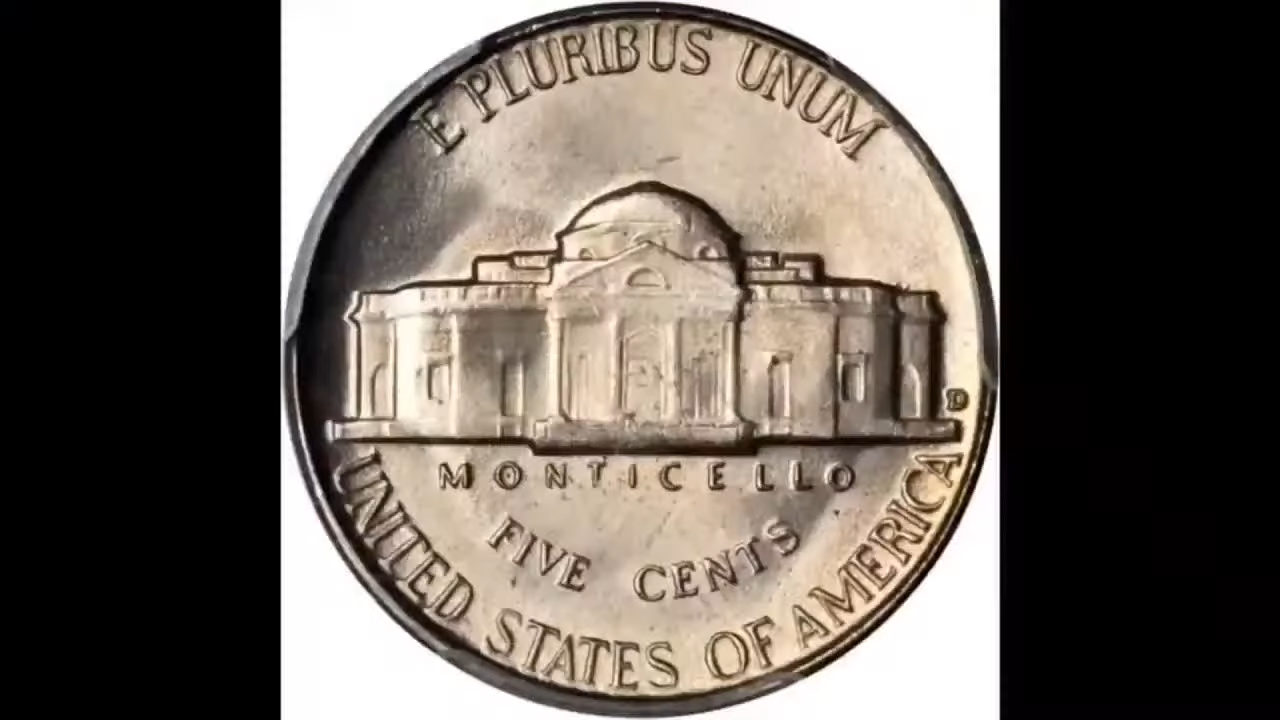 E PLURIBUS UNUM
D
MONTICELLO
FIVE CENTS
UNITED STATES OF AMERICA